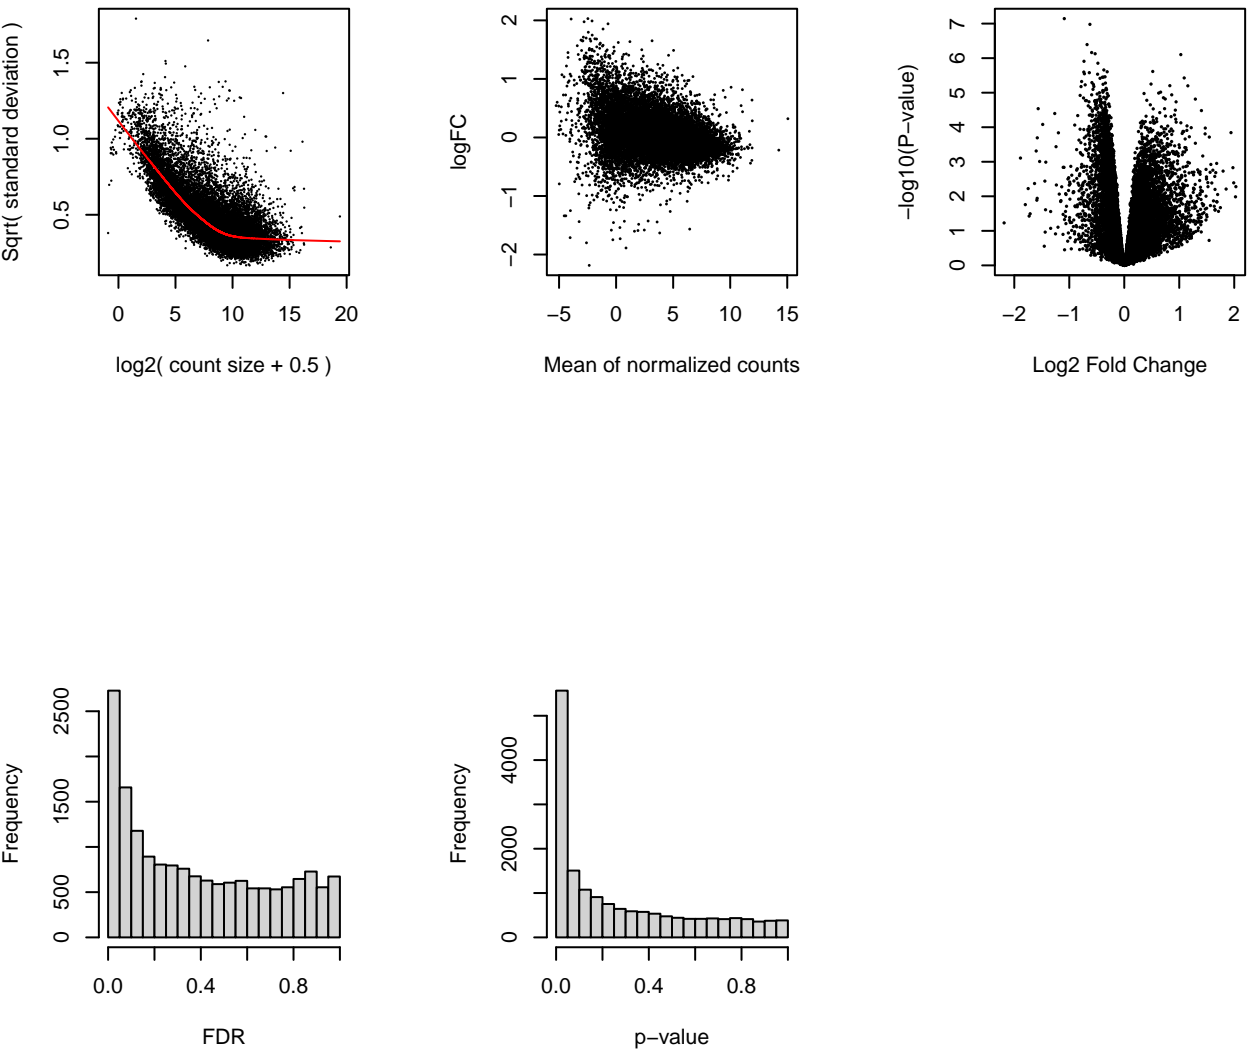 Sqrt( standard deviation )
0.5 1.0 1.5
0 5 10 15 20
log2( count size + 0.5 )
logFC
−2 −1 0 1 2
−5 0 5 10 15
Mean of normalized counts
−log10(P−value)
0 1 2 3 4 5 6 7
−2 −1 0 1 2
Log2 Fold Change
Frequency
0 500 1500 2500
0.0 0.4 0.8
FDR
Frequency
0 2000 4000
0.0 0.4 0.8
p−value